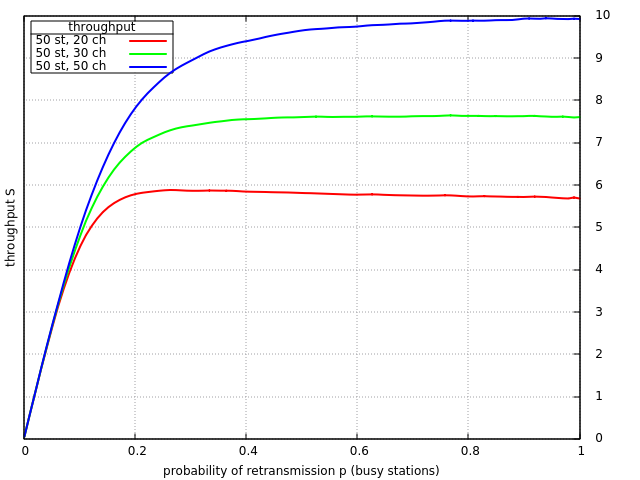 throughput
50 st, 20 ch
50 st, 30 ch
50 st, 50 ch
10
9
8
7
6
5
4
3
2
1
0
throughput S
0
0.2
0.4
0.6
0.8
1
probability of retransmission p (busy stations)